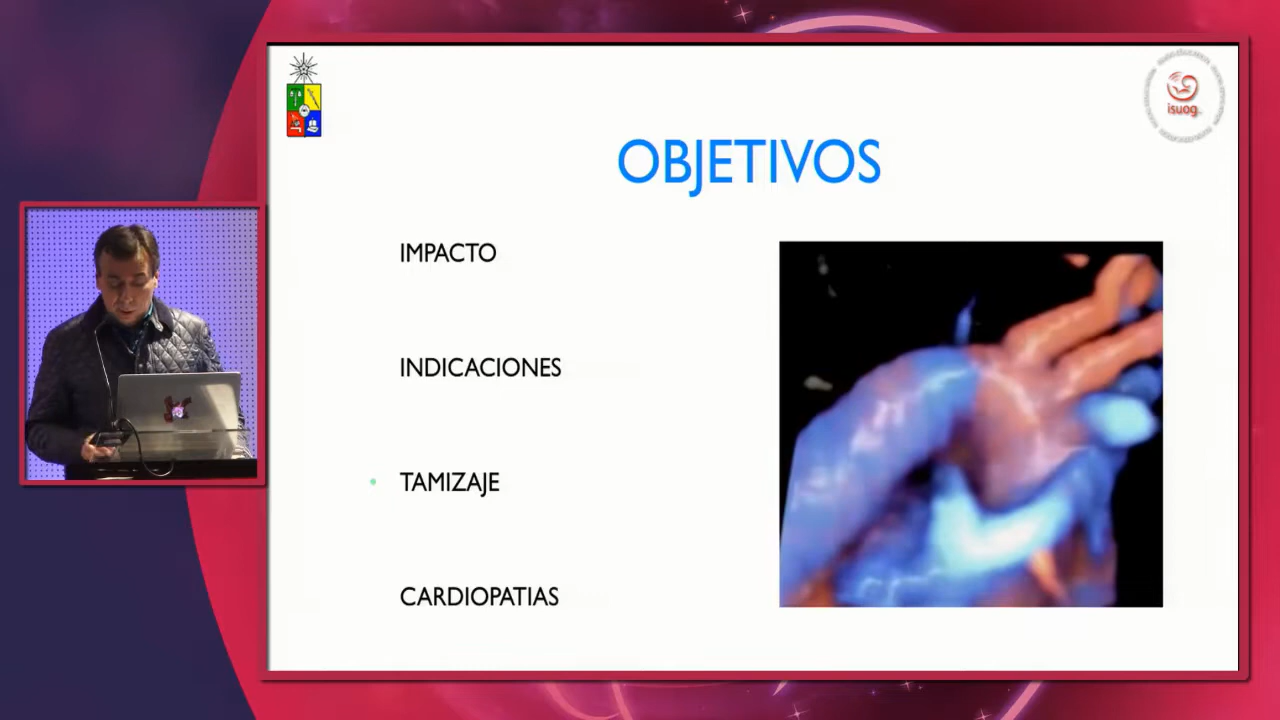 isuog
OBJETIVOS
IMPACTO
INDICACIONES
TAMIZAJE
CARDIOPATIAS